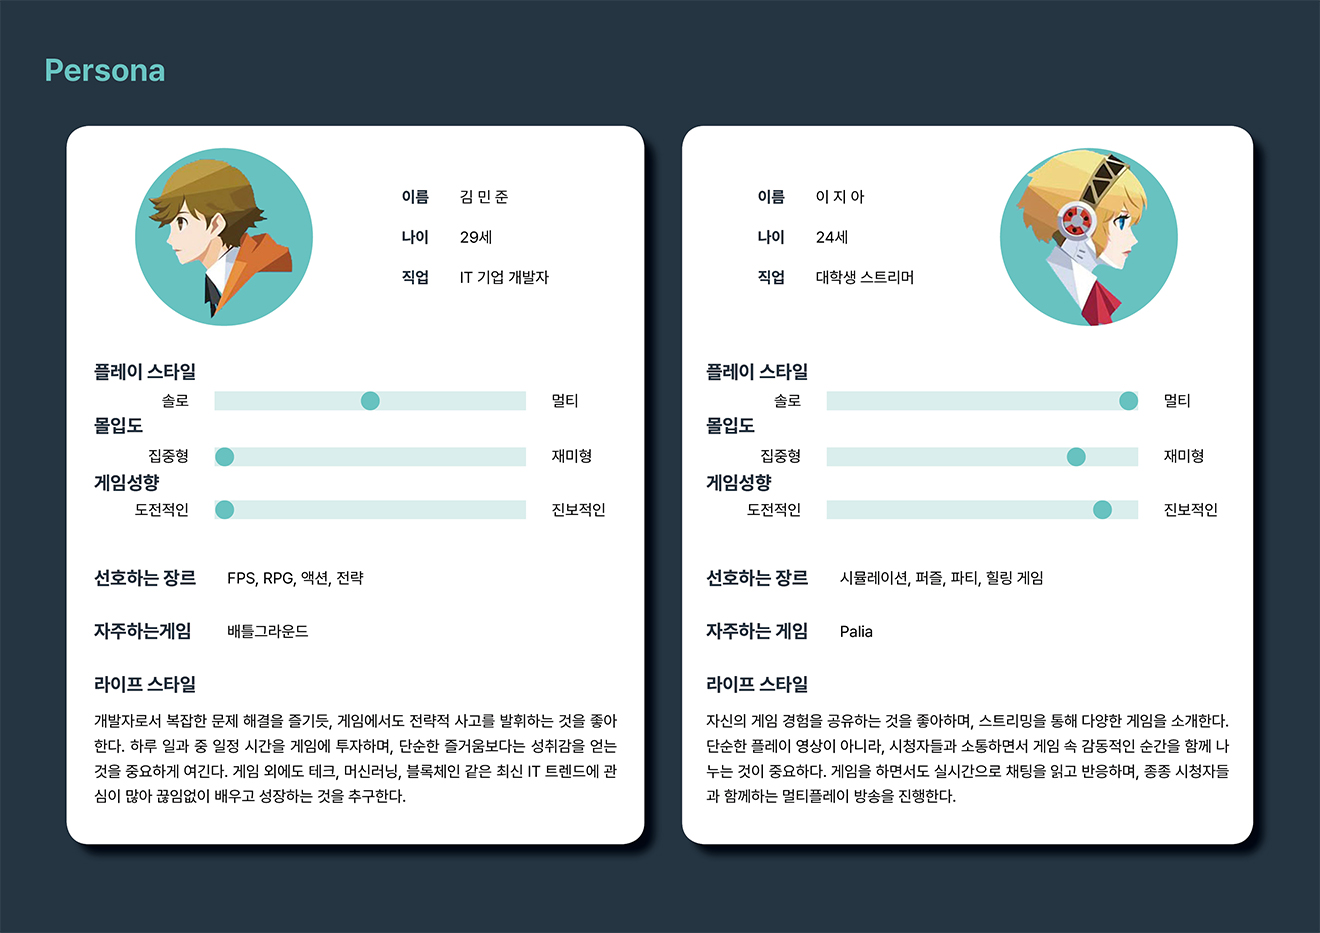 Persona
이름 김 민 준
나이 29세
직업 IT 기업 개발자
플레이 스타일
솔로 멀티
몰입도
집중형 재미형
게임성향
도전적인 진보적인
선호하는 장르 FPS, RPG, 액션, 전략
자주하는게임 배틀그라운드
라이프 스타일
개발자로서 복잡한 문제 해결을 즐기듯, 게임에서도 전략적 사고를 발휘하는 것을 좋아
한다. 하루 일과 중 일정 시간을 게임에 투자하며, 단순한 즐거움보다는 성취감을 얻는
것을 중요하게 여긴다. 게임 외에도 테크, 머신러닝, 블록체인 같은 최신 IT 트렌드에 관
심이 많아 끊임없이 배우고 성장하는 것을 추구한다.
이름 이 지 아
나이 24세
직업 대학생 스트리머
플레이 스타일
솔로 멀티
몰입도
집중형 재미형
게임성향
도전적인 진보적인
선호하는 장르 시뮬레이션, 퍼즐, 파티, 힐링 게임
자주하는 게임 Palia
라이프 스타일
자신의 게임 경험을 공유하는 것을 좋아하며, 스트리밍을 통해 다양한 게임을 소개한다.
단순한 플레이 영상이 아니라, 시청자들과 소통하면서 게임 속 감동적인 순간을 함께 나
누는 것이 중요하다. 게임을 하면서도 실시간으로 채팅을 읽고 반응하며, 종종 시청자들
과 함께하는 멀티플레이 방송을 진행한다.